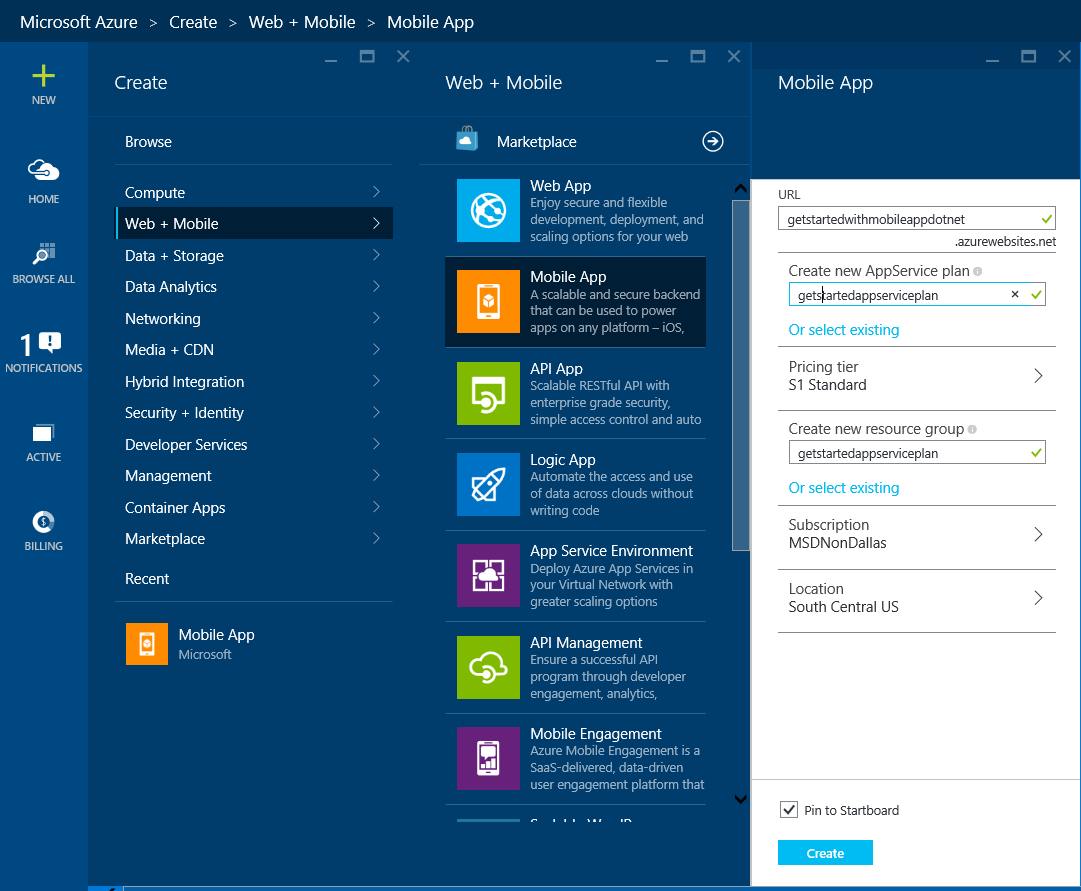 Microsoft Azure > Create > Web + Mobile > Mobile App
NEW
HOME
BROWSE ALL
1
NOTIFICATIONS
ACTIVE
BILLING
Create
Browse
Compute
Web + Mobile
Data + Storage
Data Analytics
Networking
Media + CDN
Hybrid Integration
Security + Identity
Developer Services
Management
Container Apps
Marketplace
Recent
Mobile App
Microsoft
Web + Mobile
Marketplace
Web App
Enjoy secure and flexible
development, deployment, and
scaling options for your web
Mobile App
A scalable and secure backend
that can be used to power
apps on any platform – iOS,
API App
Scalable RESTful API with
enterprise grade security,
simple access control and auto
Logic App
Automate the access and use
of data across clouds without
writing code
App Service Environment
Deploy Azure App Services in
your Virtual Network with
greater scaling options
API Management
Ensure a successful API
program through developer
engagement, analytics,
Mobile Engagement
Azure Mobile Engagement is a
SaaS-delivered, data-driven
user engagement platform that
Mobile App
URL
getstartedwithmobileappdotnet
.azurewebsites.net
Create new AppService plan
getstartedappserviceplan
Or select existing
Pricing tier
S1 Standard
Create new resource group
getstartedappserviceplan
Or select existing
Subscription
MSDNonDallas
Location
South Central US
Pin to Startboard
Create